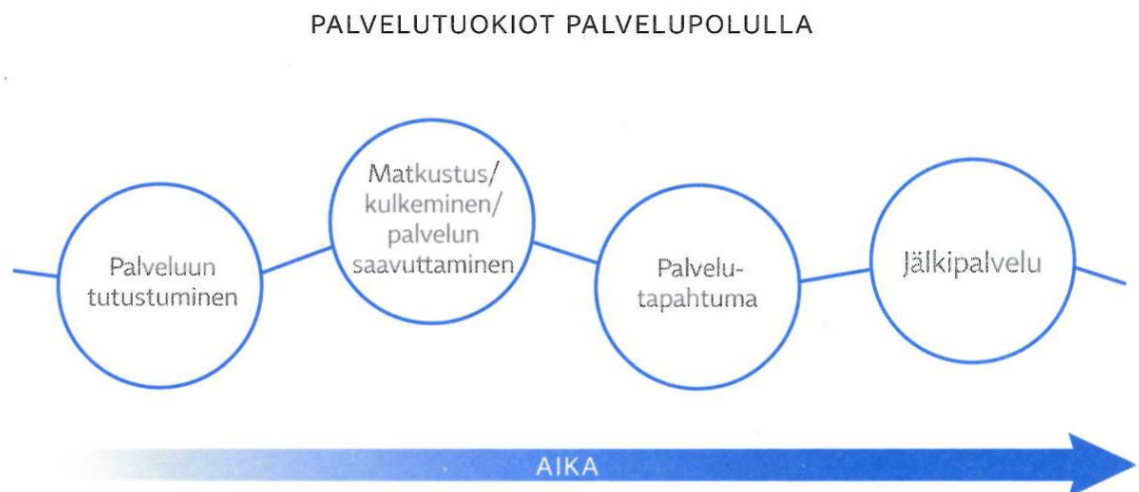 PALVELUTUOKIOT PALVELUPOLULLA
Palveluun
tutustuminen
Matkustus/
kulkeminen/
palvelun
saavuttaminen
Palvelu-
tapahtuma
Jälkipalvelu
AIKA